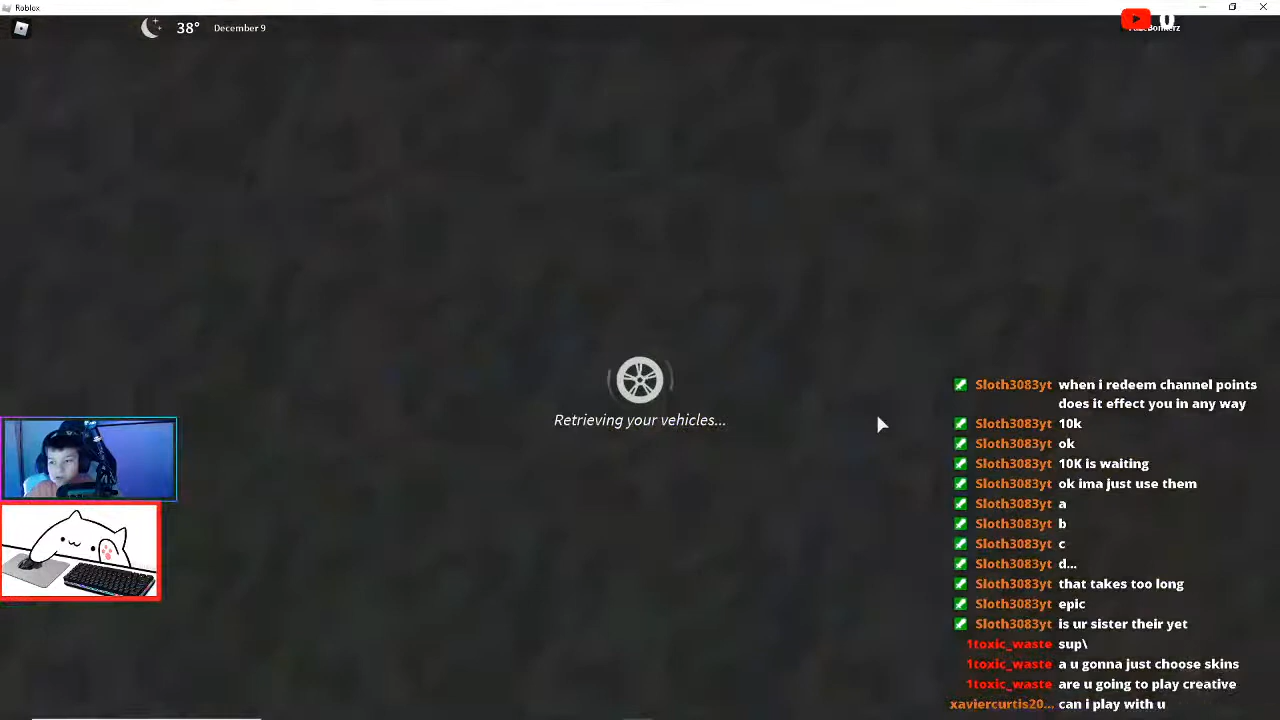 Roblox
38° December 9
0
Retrieving your vehicles...
Sloth3083yt when i redeem channel points
does it effect you in any way
Sloth3083yt 10k
Sloth3083yt ok
Sloth3083yt 10K is waiting
Sloth3083yt ok ima just use them
Sloth3083yt a
Sloth3083yt b
Sloth3083yt c
Sloth3083yt d...
Sloth3083yt that takes too long
Sloth3083yt epic
Sloth3083yt is ur sister their yet
1toxic_waste sup\
1toxic_waste a u gonna just choose skins
1toxic_waste are u going to play creative
xaviercurtis20... can i play with u